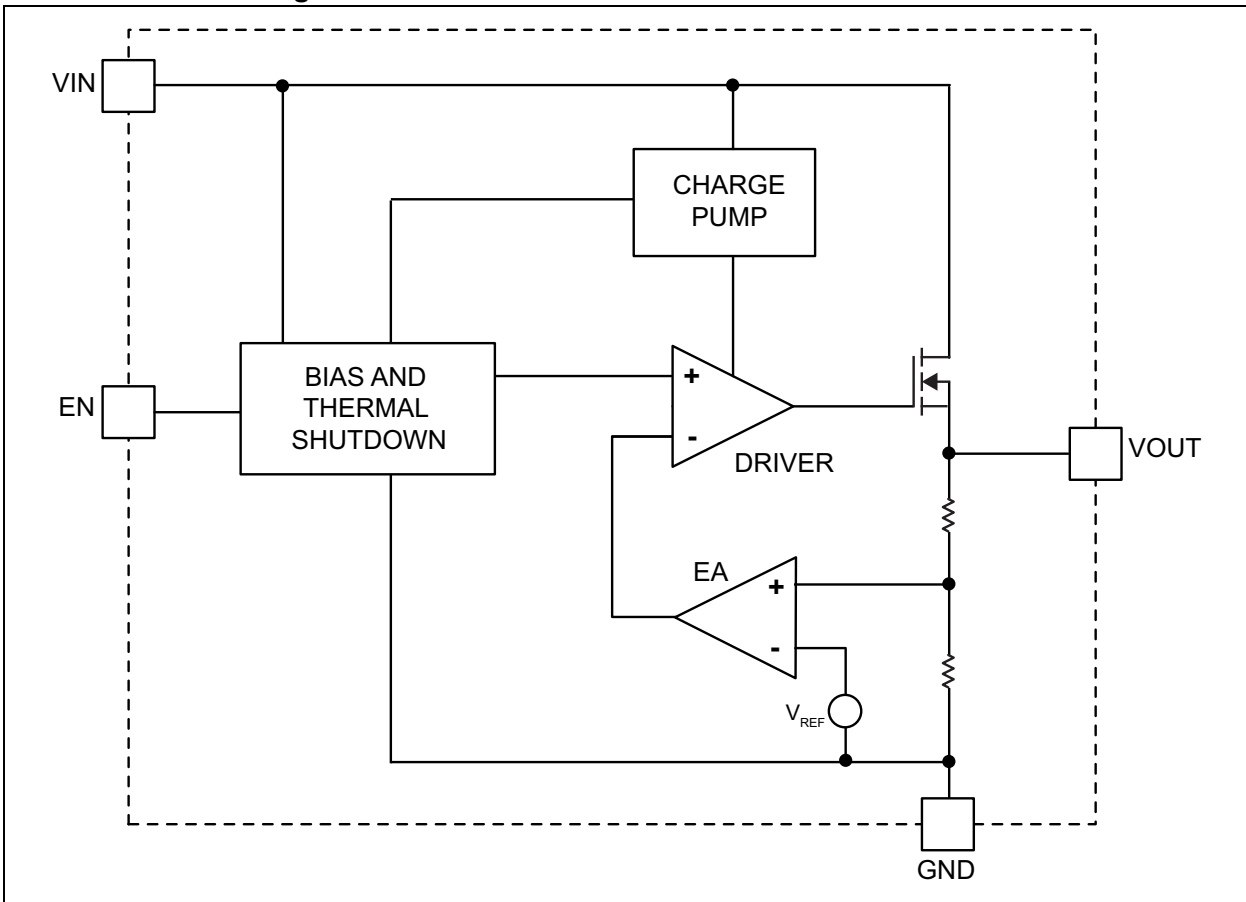 VIN
CHARGE
PUMP
EN
BIAS AND
THERMAL
SHUTDOWN
+
-
DRIVER
VOUT
EA
+
-
VREF
GND